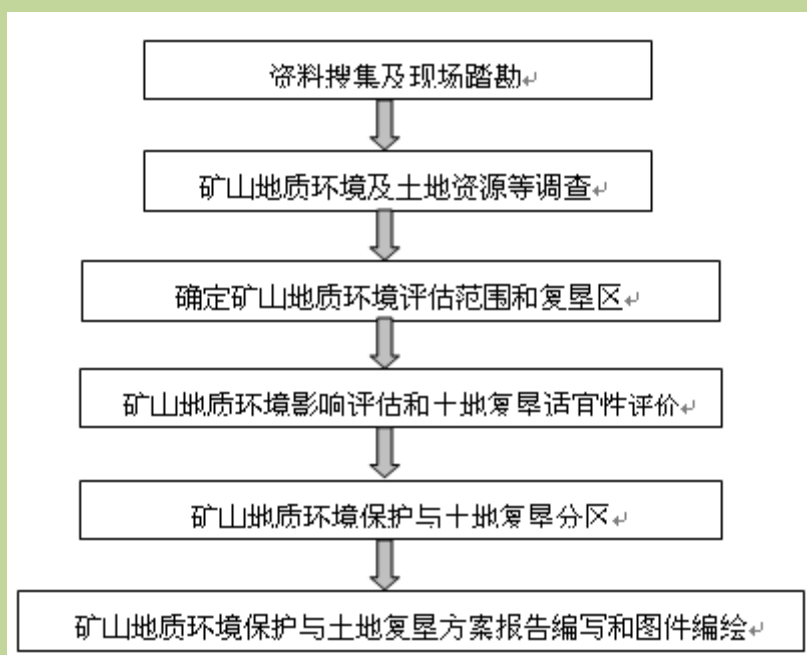 资料搜集及现场踏勘↵
矿山地质环境及土地资源等调查↵
确定矿山地质环境评估范围和复垦区↵
矿山地质环境影响评估和土地复垦适宜性评价↵
矿山地质环境保护与土地复垦分区↵
矿山地质环境保护与土地复垦方案报告编写和图件编绘↵